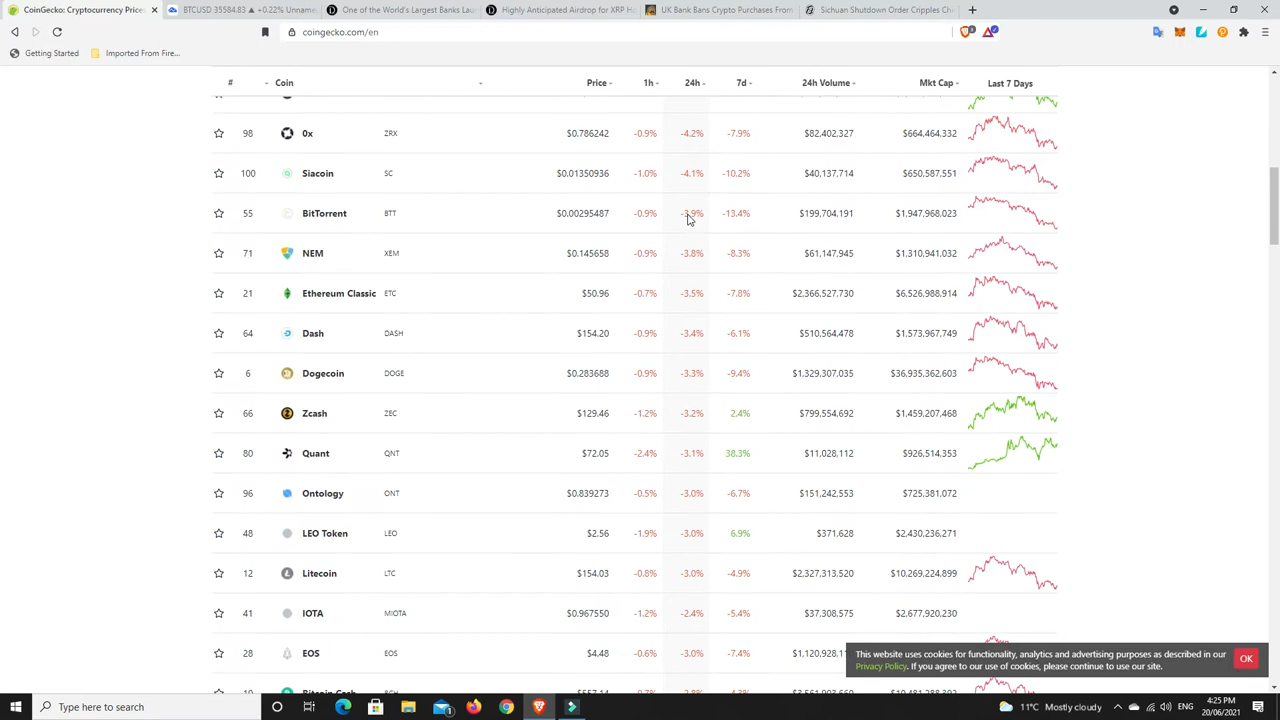 CoinGecko: Cryptocurrency Prices
BTCUSD 35584.83 ▲ +0.22% Unnam
One of the World's Largest Banks Lau
Highly Anticipated Airdrop for XRP H
UK Bank Bans Crypto Purchases From
Sichuan Shutdown Order Cripples Chi
coingecko.com/en
Getting Started
Imported From Fire...
# Coin Price 1h 24h 7d 24h Volume Mkt Cap Last 7 Days
98 0x ZRX $0.786242 -0.9% -4.2% -7.9% $82,402,327 $664,464,332
100 Siacoin SC $0.01350936 -1.0% -4.1% -10.2% $40,137,714 $650,587,551
55 BitTorrent BTT $0.00295487 -0.9% -3.9% -13.4% $199,704,191 $1,947,968,023
71 NEM XEM $0.145658 -0.9% -3.8% -8.3% $61,147,945 $1,310,941,032
21 Ethereum Classic ETC $50.96 -0.7% -3.5% -7.8% $2,366,527,730 $6,526,988,914
64 Dash DASH $154.20 -0.9% -3.4% -6.1% $510,564,478 $1,573,967,749
6 Dogecoin DOGE $0.283688 -0.9% -3.3% -9.4% $1,329,307,035 $36,935,362,603
66 Zcash ZEC $129.46 -1.2% -3.2% 2.4% $799,554,692 $1,459,207,468
80 Quant QNT $72.05 -2.4% -3.1% 38.3% $11,028,112 $926,514,353
96 Ontology ONT $0.839273 -0.5% -3.0% -6.7% $151,242,553 $725,381,072
48 LEO Token LEO $2.56 -1.9% -3.0% 6.9% $371,628 $2,430,236,271
12 Litecoin LTC $154.03 -0.8% -3.0% -4.9% $2,327,313,520 $10,269,224,899
41 IOTA MIOTA $0.967550 -1.2% -2.4% -5.4% $37,308,575 $2,677,920,230
28 EOS EOS $4.48 -0.6% -3.0% -7.4% $1,120,928,1
This website uses cookies for functionality, analytics and advertising purposes as described in our
Privacy Policy. If you agree to our use of cookies, please continue to use our site.
OK
Type here to search
11°C Mostly cloudy
ENG
4:25 PM
20/06/2021